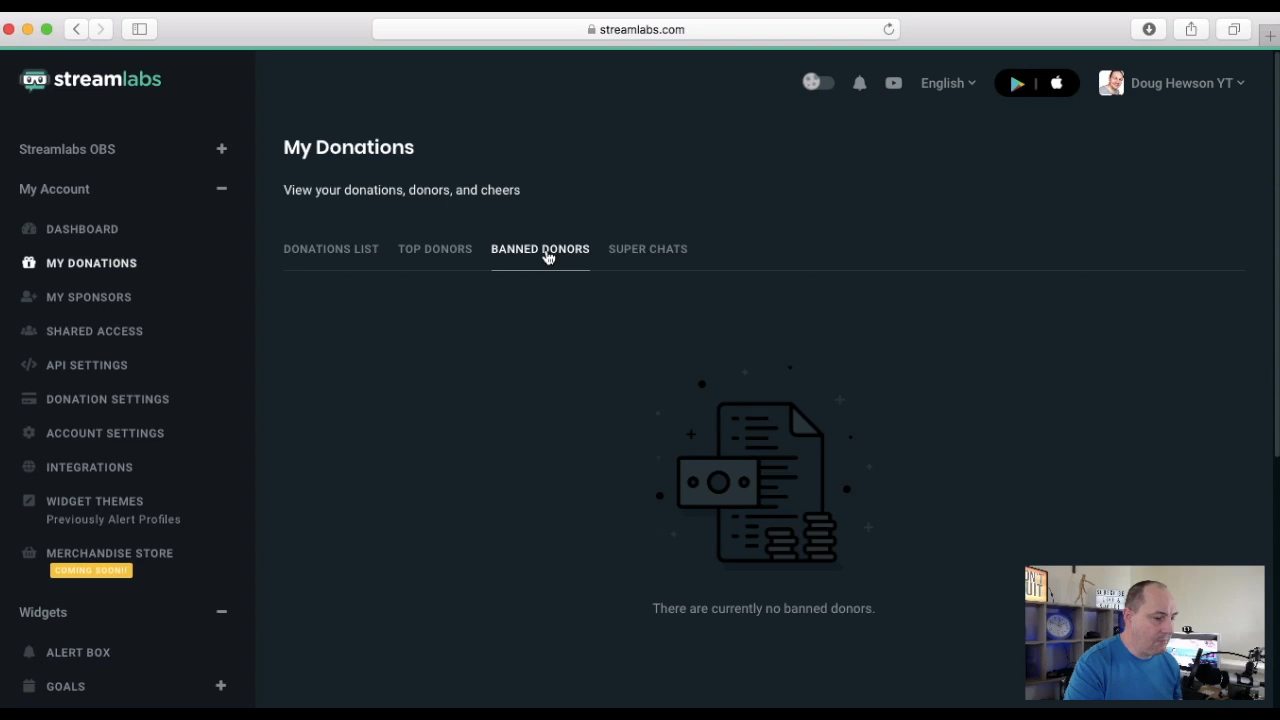 streamlabs.com
streamlabs
English
Doug Hewson YT
Streamlabs OBS
My Account
DASHBOARD
MY DONATIONS
MY SPONSORS
SHARED ACCESS
API SETTINGS
DONATION SETTINGS
ACCOUNT SETTINGS
INTEGRATIONS
WIDGET THEMES
Previously Alert Profiles
MERCHANDISE STORE
COMING SOON!!
Widgets
ALERT BOX
GOALS
My Donations
View your donations, donors, and cheers
DONATIONS LIST
TOP DONORS
BANNED DONORS
SUPER CHATS
There are currently no banned donors.